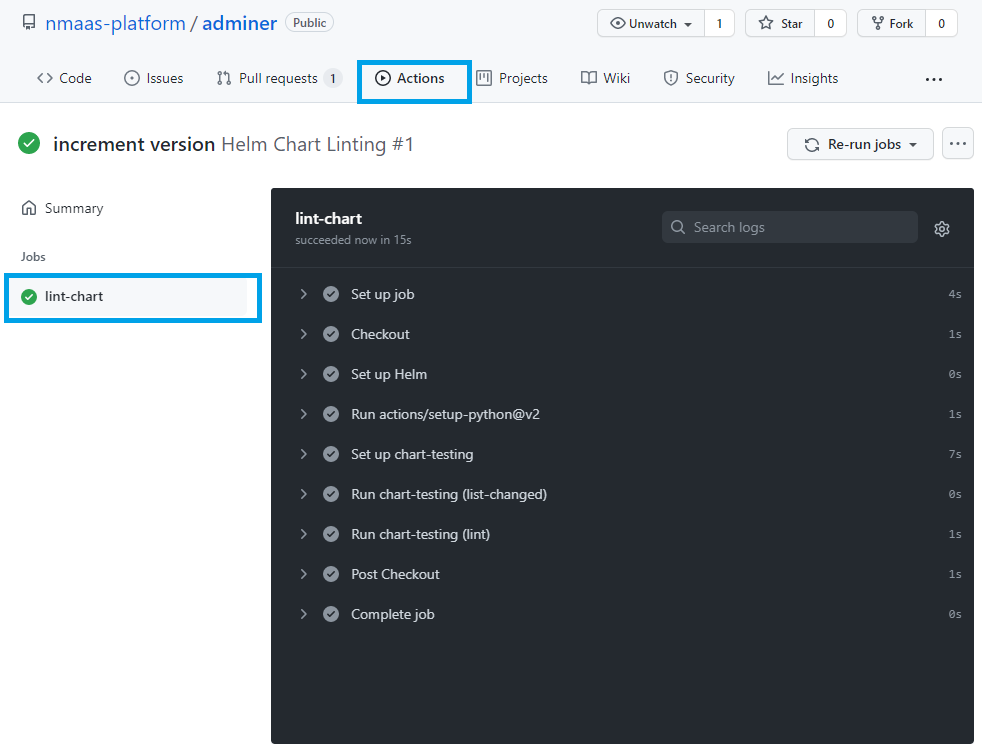 nmaas-platform / adminer Public Unwatch 1 Star 0 Fork 0
Code Issues Pull requests 1 Actions Projects Wiki Security Insights ...
increment version Helm Chart Linting #1 Re-run jobs ...
Summary
Jobs
lint-chart
lint-chart
succeeded now in 15s
Search logs
Set up job 4s
Checkout 1s
Set up Helm 0s
Run actions/setup-python@v2 1s
Set up chart-testing 7s
Run chart-testing (list-changed) 0s
Run chart-testing (lint) 1s
Post Checkout 1s
Complete job 0s